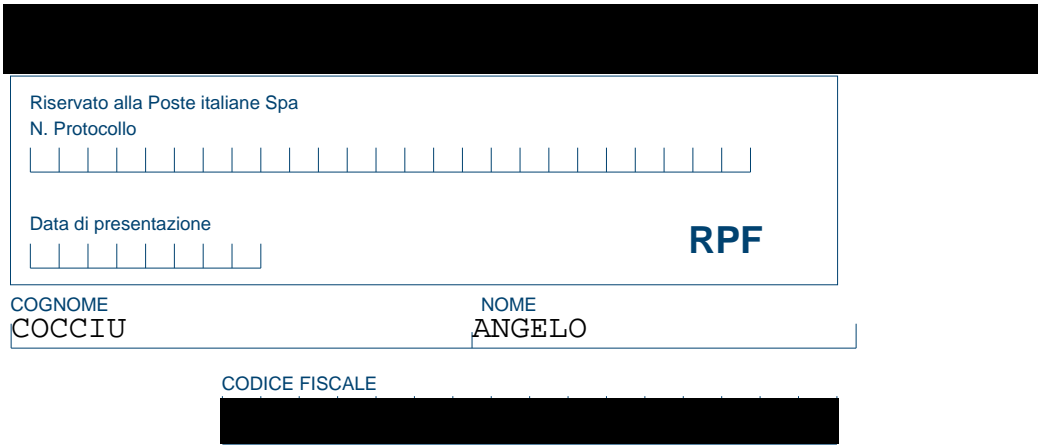 Riservato alla Poste italiane Spa
N. Protocollo
Data di presentazione
RPF
COGNOME NOME
COCCIU ANGELO
CODICE FISCALE